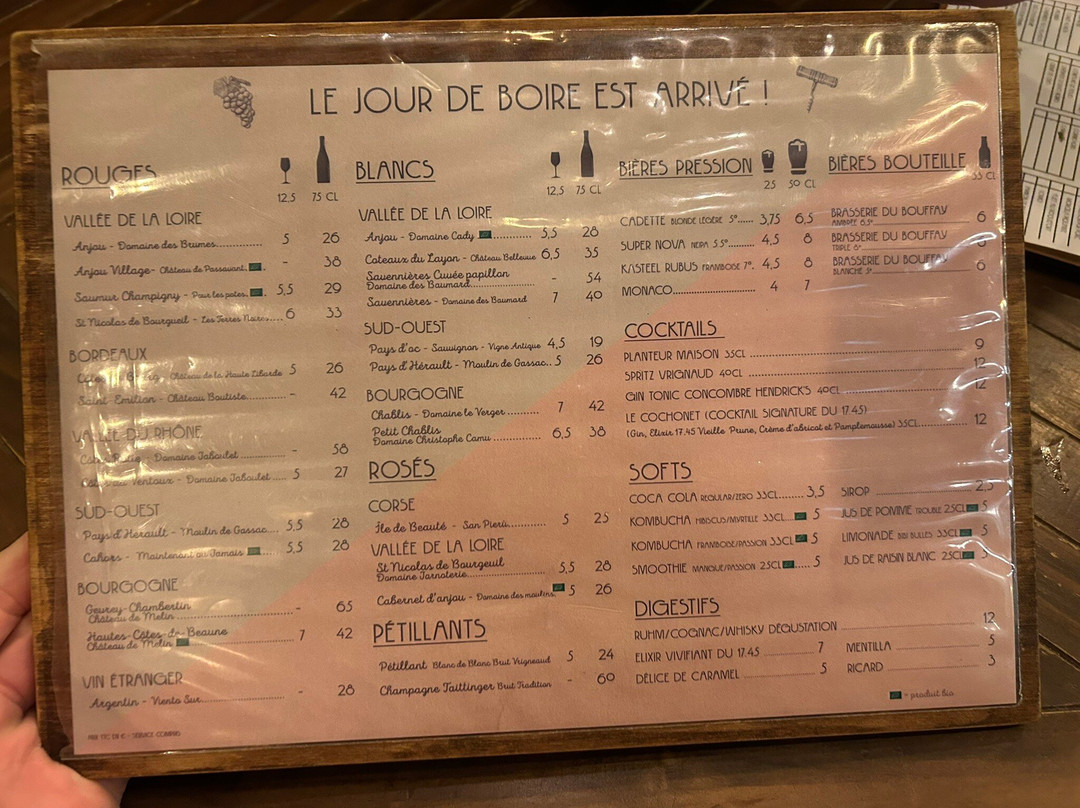 LE JOUR DE BOIRE EST ARRIVÉ !
ROUGES
12,5 75 CL
VALLÉE DE LA LOIRE
Anjou - Domaine des Brumes 5 26
Anjou Village - Château de Passavant - 38
Saumur Champigny - Pour les potes 5,5 29
St Nicolas de Bourgueil - Les Terres Noires 6 33
BORDEAUX
Château de la Haute Libarde 5 26
Saint-Emilion - Château Boutisse - 42
VALLÉE DU RHÔNE
Domaine Jaboulet - 58
Ventoux - Domaine Jaboulet 5 27
SUD-OUEST
Pays d'Hérault - Moulin de Gassac 5,5 28
Cahors - Maintenant ou Jamais 5,5 28
BOURGOGNE
Gevrey-Chambertin
Château de Melin - 65
Hautes-Côtes-de-Beaune
Château de Melin 7 42
VIN ÉTRANGER
Argentin - Viento Sur - 28
PRIX TTC EN € - SERVICE COMPRIS
BLANCS
12,5 75 CL
VALLÉE DE LA LOIRE
Anjou - Domaine Cady 5,5 28
Coteaux du Layon - Château Bellevue 6,5 35
Savennières Cuvée papillon
Domaine des Baumard - 54
Savennières - Domaine des Baumard 7 40
SUD-OUEST
Pays d'oc - Sauvignon - Vigne Antique 4,5 19
Pays d'Hérault - Moulin de Gassac 5 26
BOURGOGNE
Chablis - Domaine le Verger 7 42
Petit Chablis
Domaine Christophe Camu 6,5 38
ROSÉS
CORSE
Île de Beauté - San Pieru 5 25
VALLÉE DE LA LOIRE
St Nicolas de Bourgeuil
Domaine Jarnoterie 5,5 28
Cabernet d'anjou - Domaine des moulins 5 26
PÉTILLANTS
Pétillant Blanc de Blanc Brut Vrigneaud 5 24
Champagne Taittinger Brut Tradition - 60
BIÈRES PRESSION
25 50 CL
CADETTE BLONDE LÉGÈRE 5° 3,75 6,5
SUPER NOVA NEIPA 5.5° 4,5 8
KASTEEL RUBUS FRAMBOISE 7° 4,5 8
MONACO 4 7
BIÈRES BOUTEILLE
33 CL
BRASSERIE DU BOUFFAY
AMBRÉE 6.5° 6
BRASSERIE DU BOUFFAY
TRIPLE 8°
BRASSERIE DU BOUFFAY
BLANCHE 5° 6
COCKTAILS
PLANTEUR MAISON 35CL 9
SPRITZ VRIGNAUD 40CL 12
GIN TONIC CONCOMBRE HENDRICK'S 40CL 12
LE COCHONET (COCKTAIL SIGNATURE DU 17.45)
(Gin, Elixir 17.45 Vieille Prune, Crème d'abricot et Pamplemousse) 35CL 12
SOFTS
COCA COLA REGULAR/ZERO 33CL 3,5
KOMBUCHA HIBISCUS/MYRTILLE 33CL 5
KOMBUCHA FRAMBOISE/PASSION 33CL 5
SMOOTHIE MANGUE/PASSION 25CL 5
SIROP 2,5
JUS DE POMME TROUBLE 25CL 5
LIMONADE BIBI BULLES 33CL 5
JUS DE RAISIN BLANC 25CL 5
DIGESTIFS
RUHM/COGNAC/WHISKY DÉGUSTATION 12
ELIXIR VIVIFIANT DU 17.45 7
DÉLICE DE CARAMEL 5
MENTILLA 5
RICARD 3
= produit bio